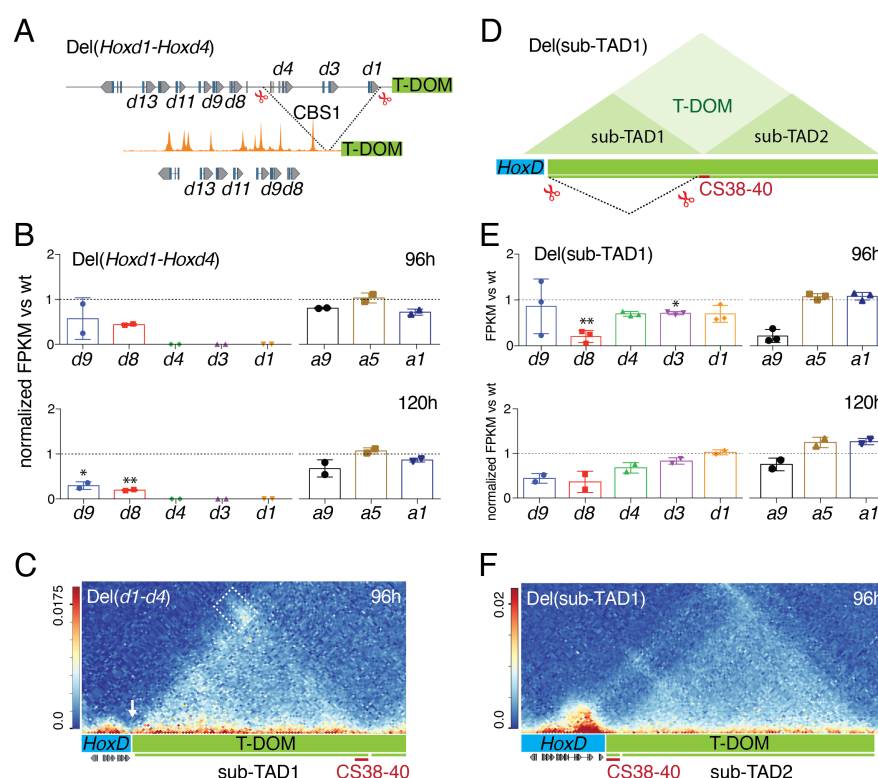 A
Del(Hoxd1-Hoxd4)
d4 d3 d1
T-DOM
d13 d11 d9 d8
CBS1
T-DOM
d13 d11 d9 d8
B
Del(Hoxd1-Hoxd4) 96h
normalized FPKM vs wt
2
1
0
d9 d8 d4 d3 d1 a9 a5 a1
120h
2
1
0
* **
d9 d8 d4 d3 d1 a9 a5 a1
C
Del(d1-d4) 96h
0.0175
0.0
HoxD T-DOM
sub-TAD1 CS38-40
D
Del(sub-TAD1)
T-DOM
sub-TAD1 sub-TAD2
HoxD
CS38-40
E
Del(sub-TAD1) 96h
FPKM vs wt
2
1
0
** *
d9 d8 d4 d3 d1 a9 a5 a1
120h
normalized FPKM vs wt
2
1
0
d9 d8 d4 d3 d1 a9 a5 a1
F
Del(sub-TAD1) 96h
0.02
0.0
HoxD T-DOM
CS38-40 sub-TAD2